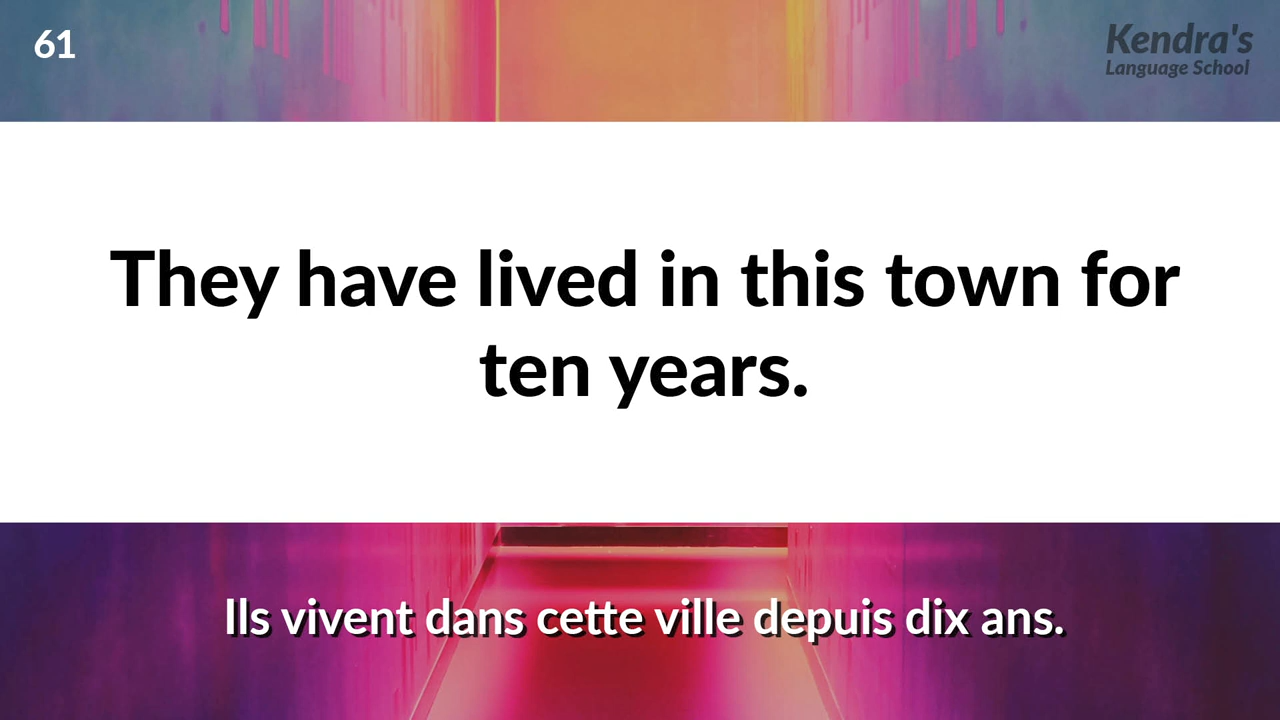 61
Kendra's
Language School
They have lived in this town for
ten years.
Ils vivent dans cette ville depuis dix ans.